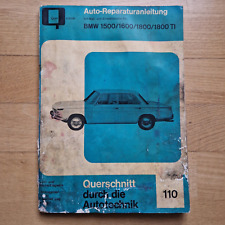 Auto-Reparaturanleitung
BMW 1500/1600/1800/1800 TI
Querschnitt
durch die
Autotechnik
110